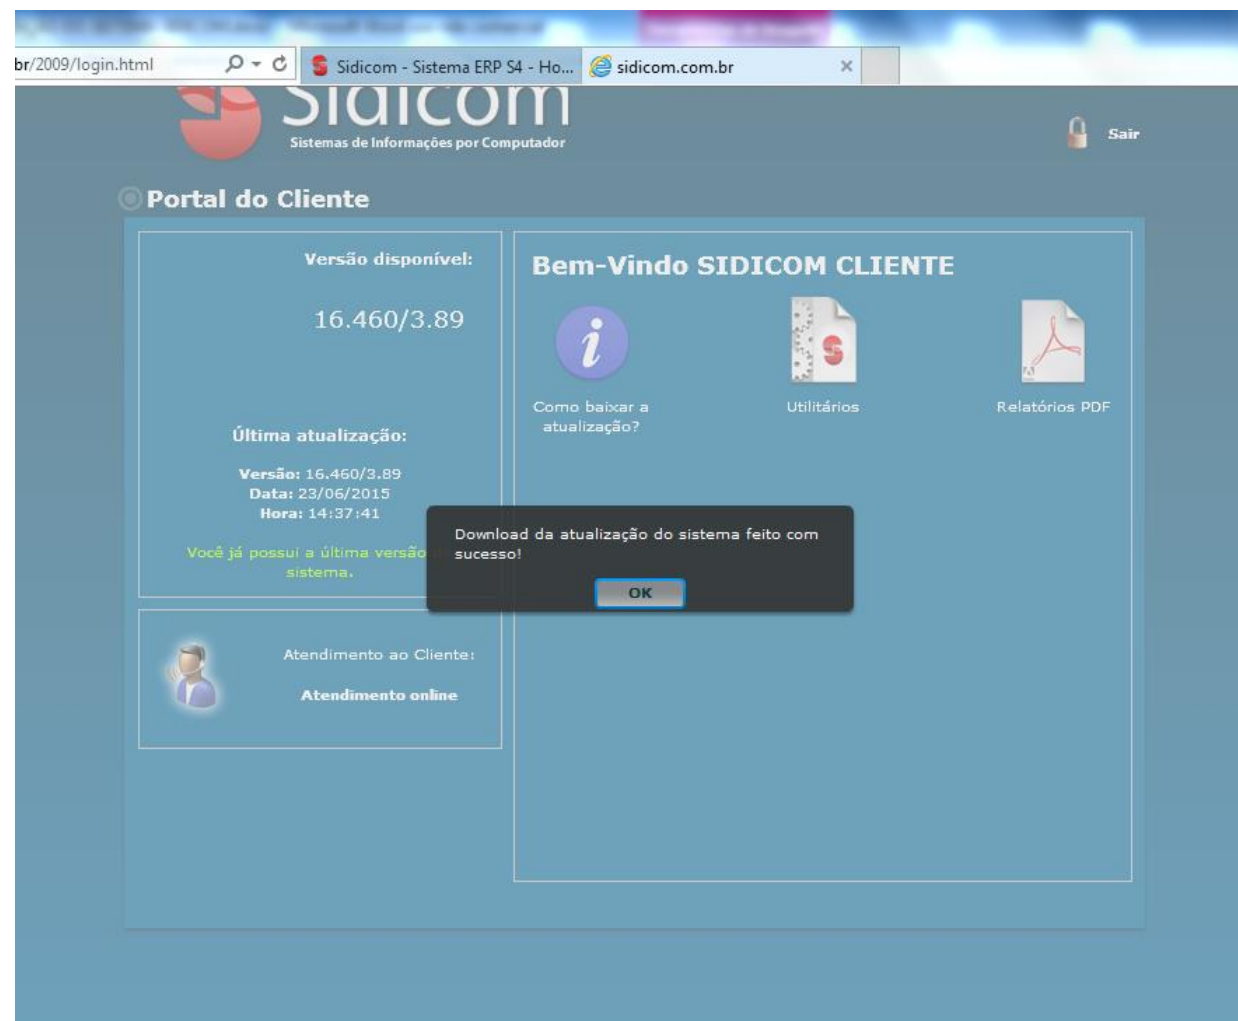 br/2009/login.html
Sidicom - Sistema ERP S4 - Ho...
sidicom.com.br
Sidicom
Sistemas de Informações por Computador
Sair
Portal do Cliente
Versão disponível:
16.460/3.89
Última atualização:
Versão: 16.460/3.89
Data: 23/06/2015
Hora: 14:37:41
Você já possui a última versão
sistema.
Atendimento ao Cliente:
Atendimento online
Bem-Vindo SIDICOM CLIENTE
Como baixar a
atualização?
Utilitários
Relatórios PDF
Download da atualização do sistema feito com
sucesso!
OK